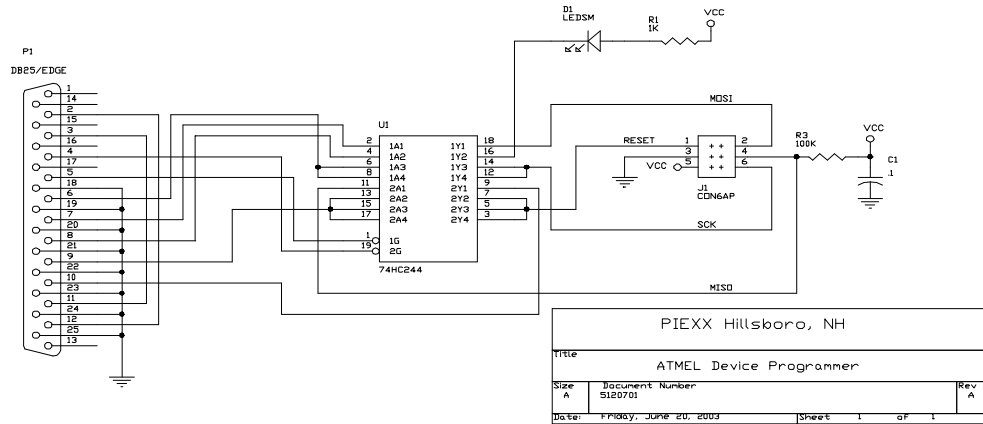 D1
LEDSM
R1
1K
VCC
P1
DB25/EDGE
1
14
2
15
3
16
4
17
5
18
6
19
7
20
8
21
9
22
10
23
11
24
12
25
13
U1
2 1A1 1Y1 18
4 1A2 1Y2 16
6 1A3 1Y3 14
8 1A4 1Y4 12
11 2A1 2Y1 9
13 2A2 2Y2 7
15 2A3 2Y3 5
17 2A4 2Y4 3
1 1G
19 2G
74HC244
MOSI
RESET
1 2
3 4
VCC 5 6
J1
CON6AP
R3
100K
VCC
C1
.1
SCK
MISO
PIEXX Hillsboro, NH
Title
ATMEL Device Programmer
Size Document Number Rev
A 5120701 A
Date: Friday, June 20, 2003 Sheet 1 of 1